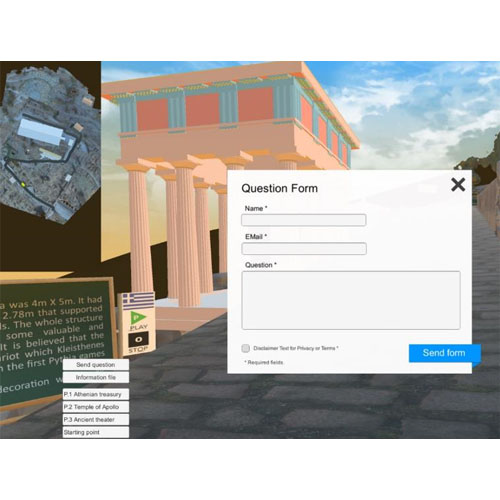 Question Form
Name *
EMail *
Question *
Disclaimer Text for Privacy or Terms *
* Required fields
Send form
a was 4m X 5m. It had
2.78m that supported
ls. The whole structure
some valuable and
It is believed that the
riot which Kleisthenes
n the first Pythia games
decoration w
PLAY
STOP
Send question
Information file
P.1 Athenian treasury
P.2 Temple of Apollo
P.3 Ancient theater
Starting point